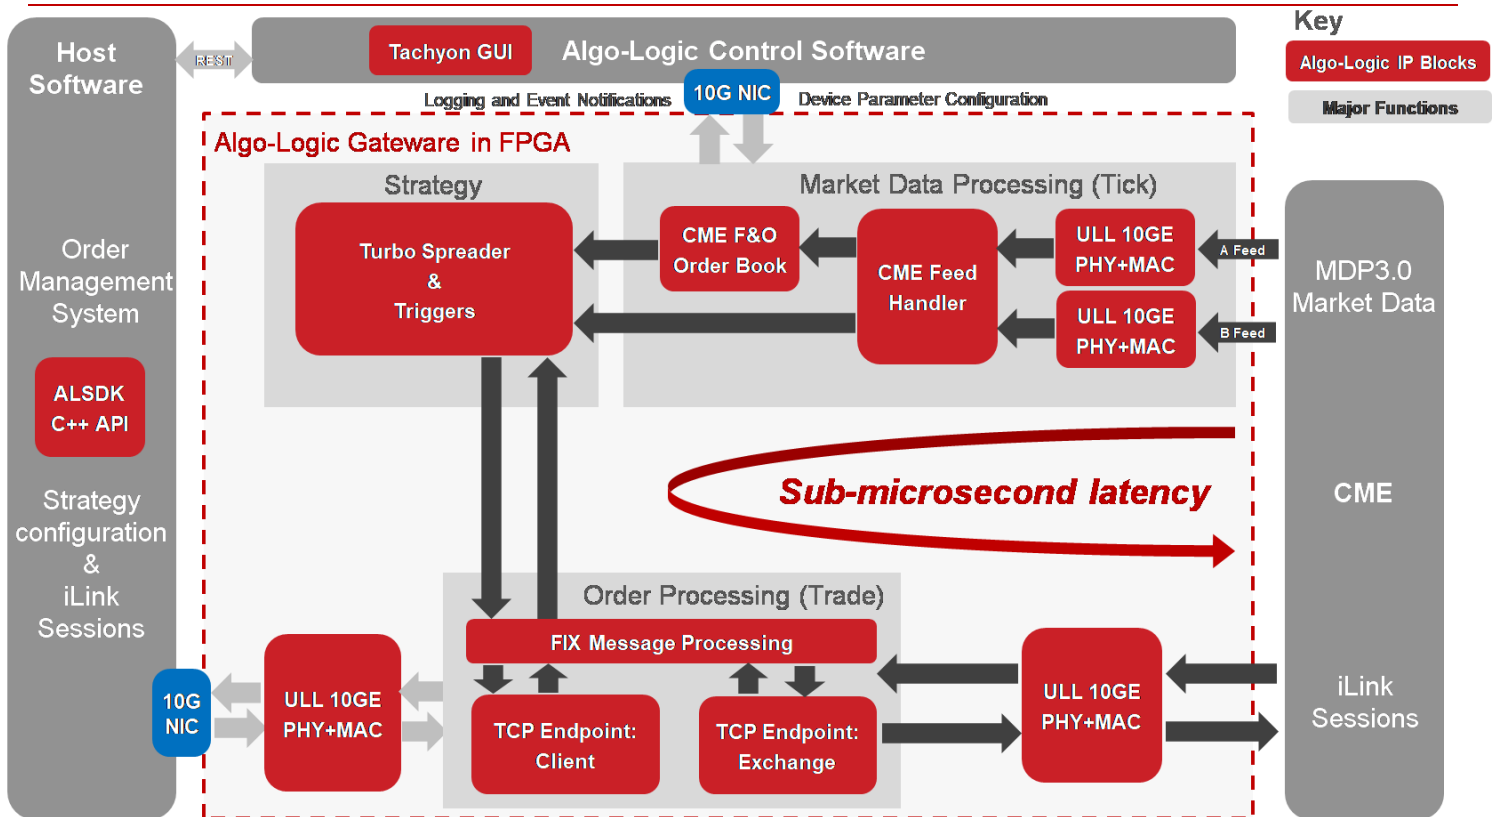 Host
Software
REST
Tachyon GUI
Algo-Logic Control Software
Key
Algo-Logic IP Blocks
Major Functions
Logging and Event Notifications
10G NIC
Device Parameter Configuration
Algo-Logic Gateware in FPGA
Strategy
Market Data Processing (Tick)
Turbo Spreader
&
Triggers
CME F&O
Order Book
CME Feed
Handler
ULL 10GE
PHY+MAC
ULL 10GE
PHY+MAC
A Feed
B Feed
MDP3.0
Market Data
Order
Management
System
ALSDK
C++ API
Strategy
configuration
&
iLink
Sessions
Sub-microsecond latency
CME
Order Processing (Trade)
FIX Message Processing
10G
NIC
ULL 10GE
PHY+MAC
TCP Endpoint:
Client
TCP Endpoint:
Exchange
ULL 10GE
PHY+MAC
iLink
Sessions